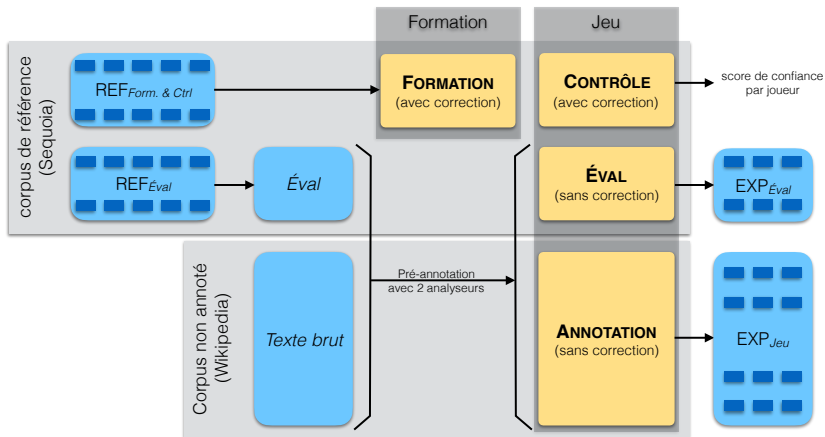 Formation
Jeu
corpus de référence
(Sequoia)
REFForm. & Ctrl
FORMATION
(avec correction)
CONTRÔLE
(avec correction)
score de confiance
par joueur
REFÉval
Éval
ÉVAL
(sans correction)
EXPÉval
Corpus non annoté
(Wikipedia)
Texte brut
Pré-annotation
avec 2 analyseurs
ANNOTATION
(sans correction)
EXPJeu